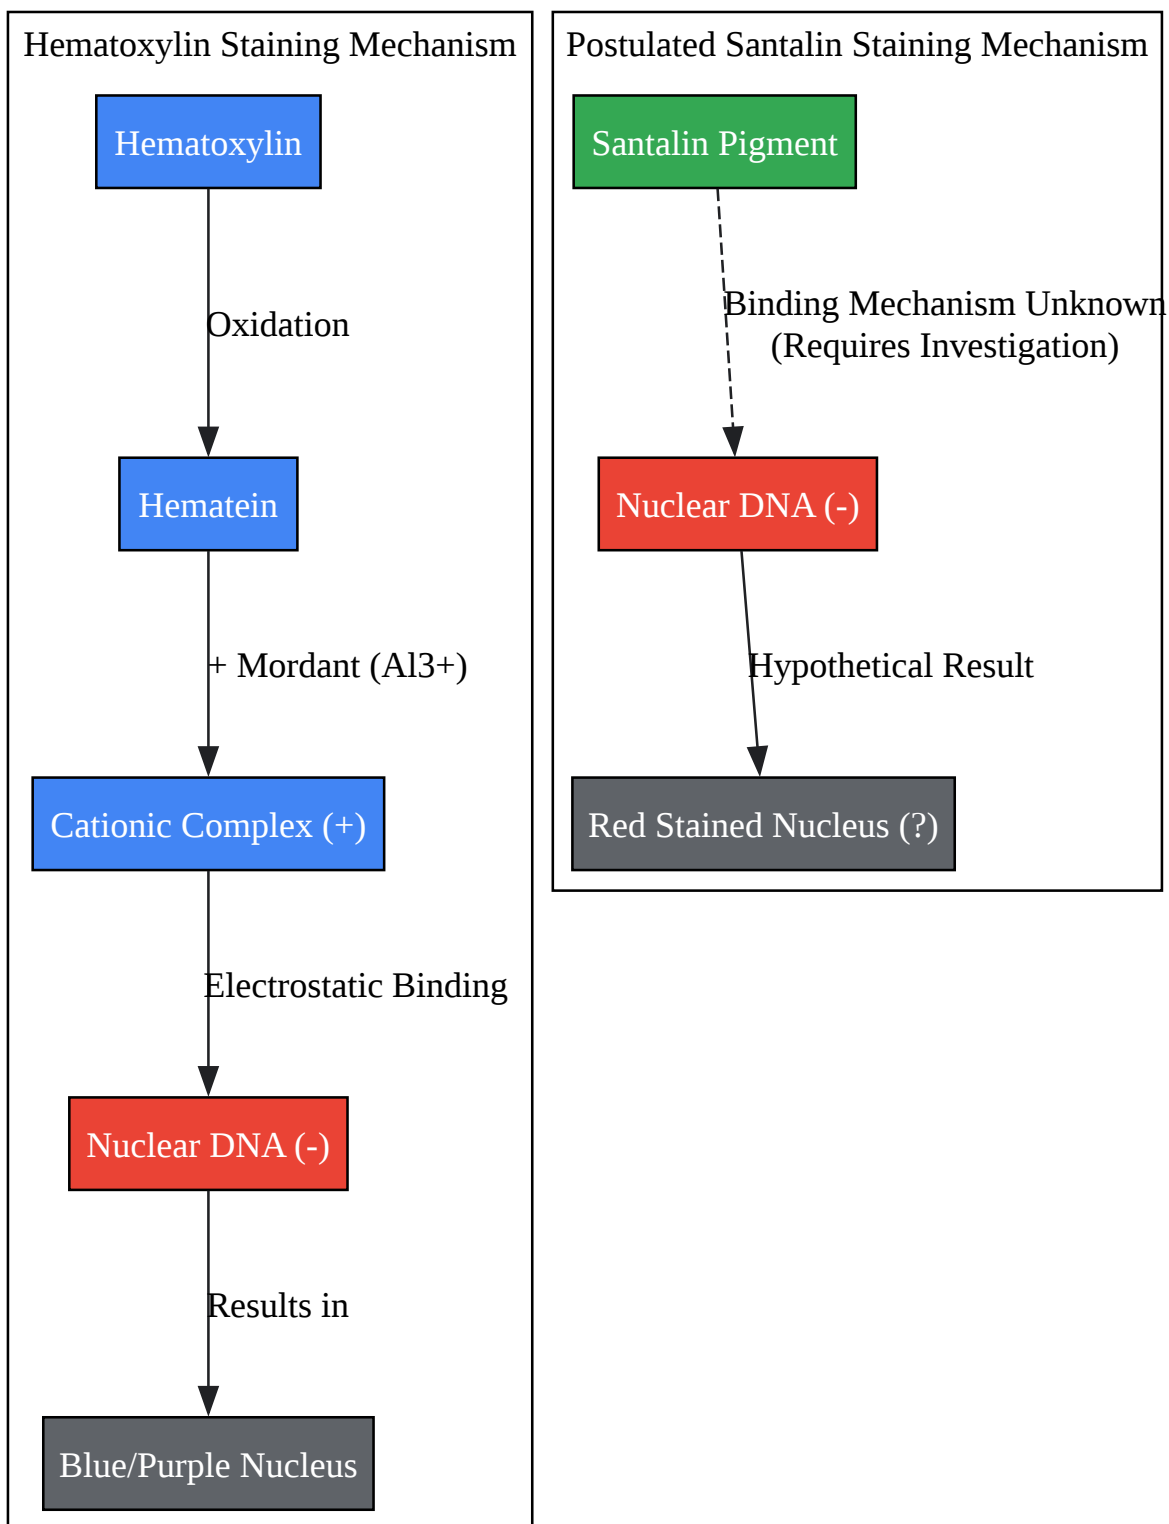 Hematoxylin Staining Mechanism
Hematoxylin
Oxidation
Hematein
+ Mordant (Al3+)
Cationic Complex (+)
Electrostatic Binding
Nuclear DNA (-)
Results in
Blue/Purple Nucleus
Postulated Santalin Staining Mechanism
Santalin Pigment
Binding Mechanism Unknown
(Requires Investigation)
Nuclear DNA (-)
Hypothetical Result
Red Stained Nucleus (?)